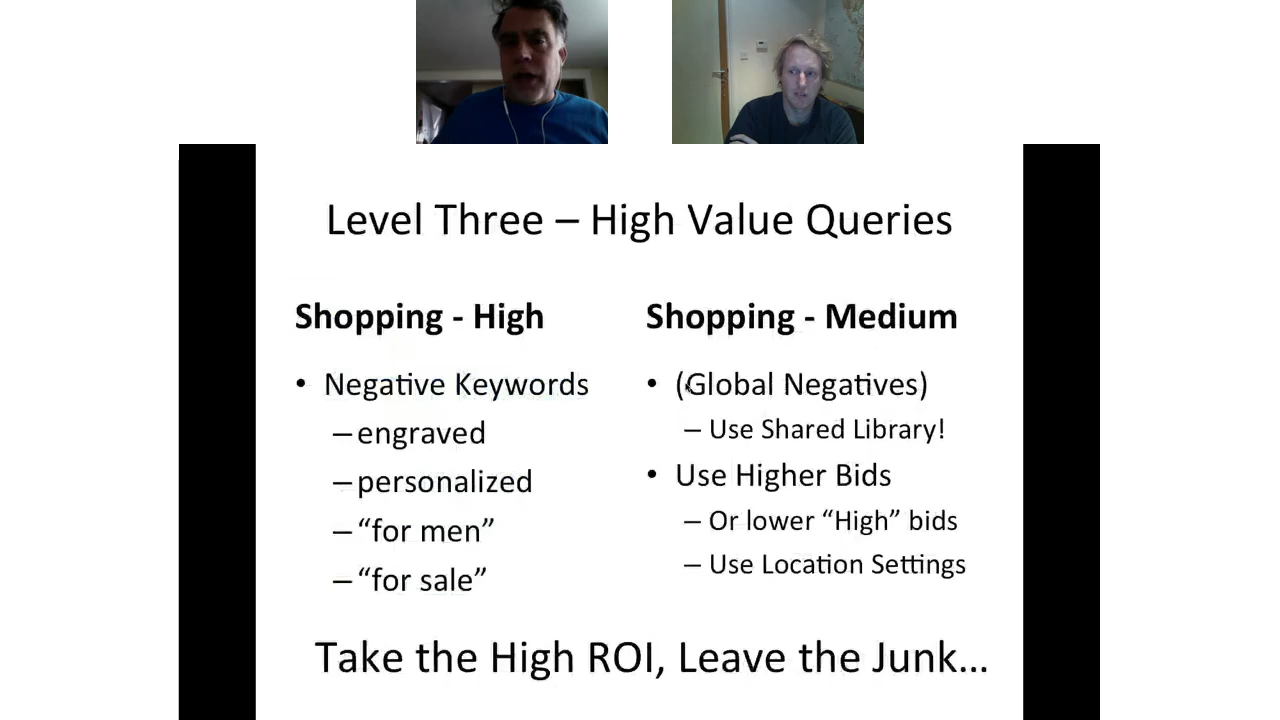 Level Three – High Value Queries
Shopping - High
• Negative Keywords
– engraved
– personalized
– “for men”
– “for sale”
Shopping - Medium
• (Global Negatives)
– Use Shared Library!
• Use Higher Bids
– Or lower “High” bids
– Use Location Settings
Take the High ROI, Leave the Junk...